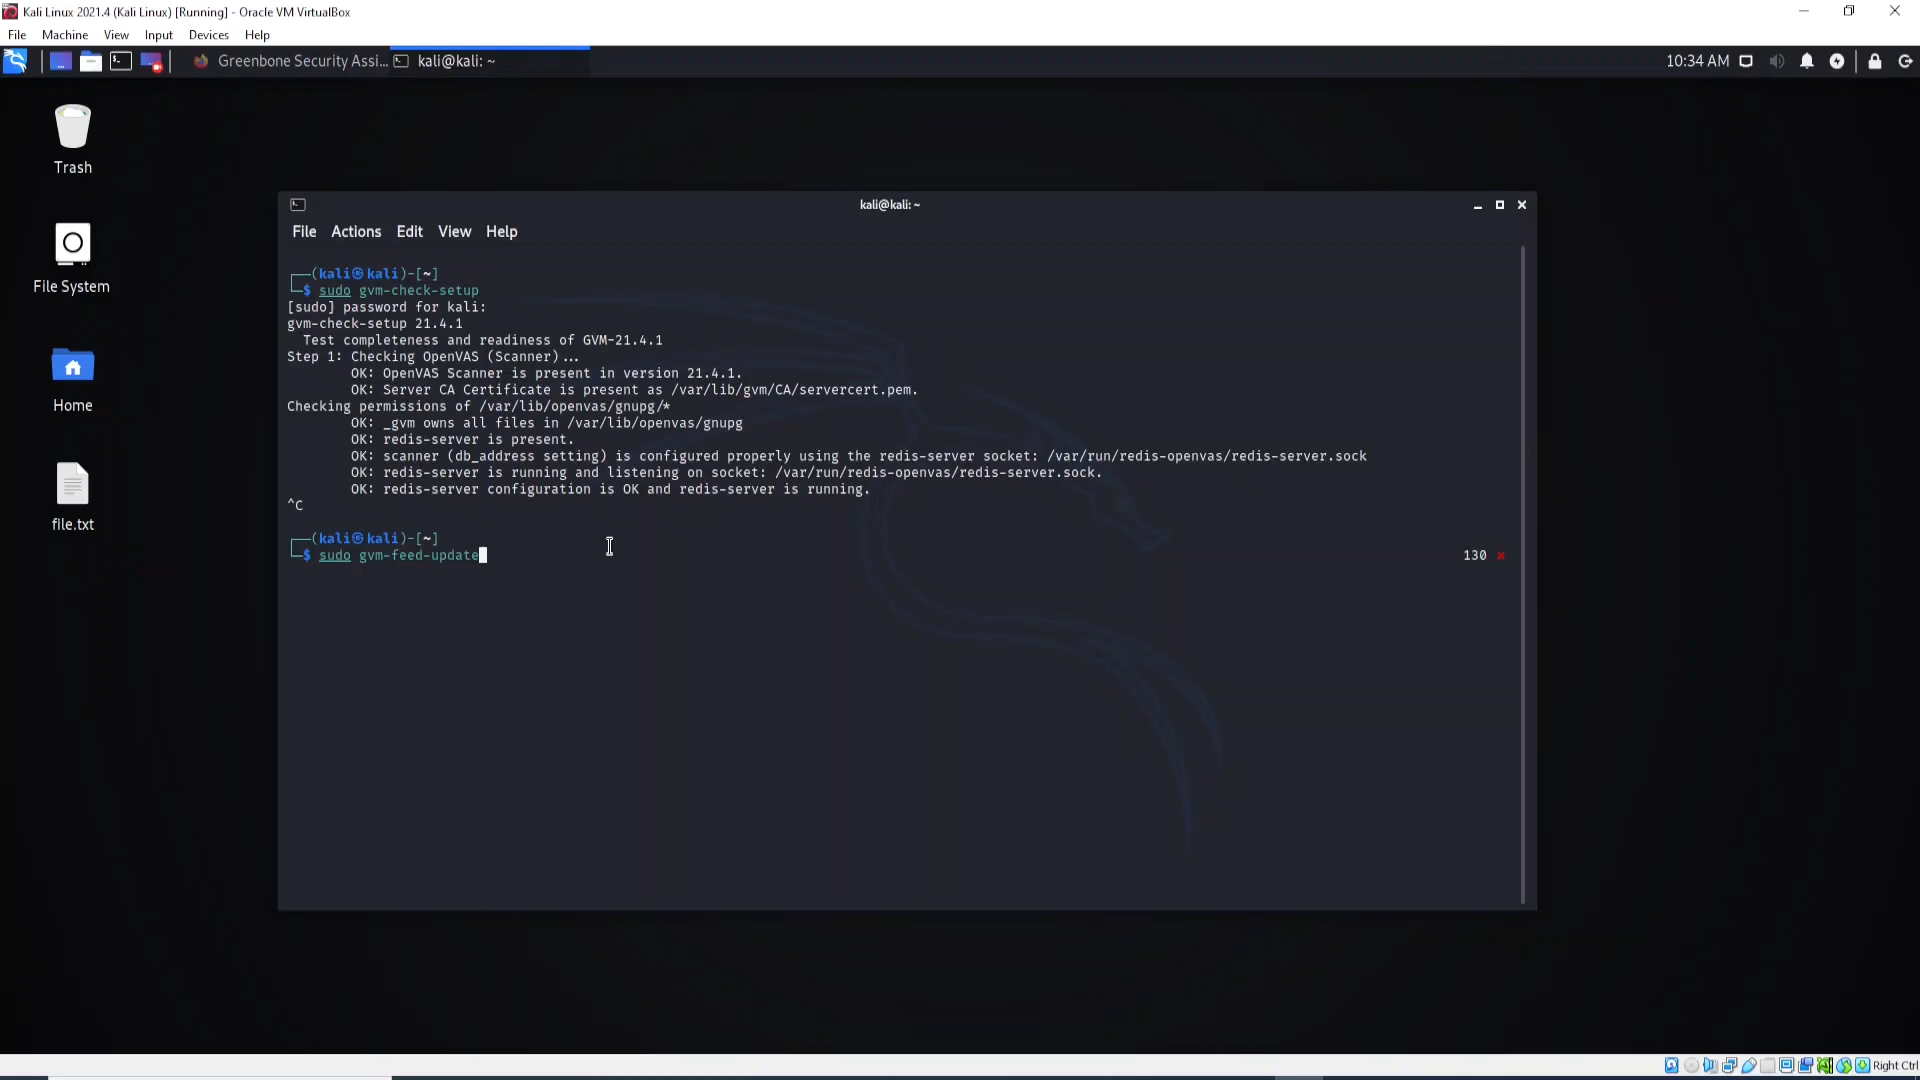 Kali Linux 2021.4 (Kali Linux) [Running] - Oracle VM VirtualBox
File Machine View Input Devices Help
Greenbone Security Assi... kali@kali: ~ 10:34 AM
Trash
File System
Home
file.txt
kali@kali: ~
File Actions Edit View Help
┌──(kali㉿kali)-[~]
└─$ sudo gvm-check-setup
[sudo] password for kali:
gvm-check-setup 21.4.1
Test completeness and readiness of GVM-21.4.1
Step 1: Checking OpenVAS (Scanner)...
OK: OpenVAS Scanner is present in version 21.4.1.
OK: Server CA Certificate is present as /var/lib/gvm/CA/servercert.pem.
Checking permissions of /var/lib/openvas/gnupg/*
OK: _gvm owns all files in /var/lib/openvas/gnupg
OK: redis-server is present.
OK: scanner (db_address setting) is configured properly using the redis-server socket: /var/run/redis-openvas/redis-server.sock
OK: redis-server is running and listening on socket: /var/run/redis-openvas/redis-server.sock.
OK: redis-server configuration is OK and redis-server is running.
^C
┌──(kali㉿kali)-[~]
└─$ sudo gvm-feed-update 130 ⨯
Right Ctrl